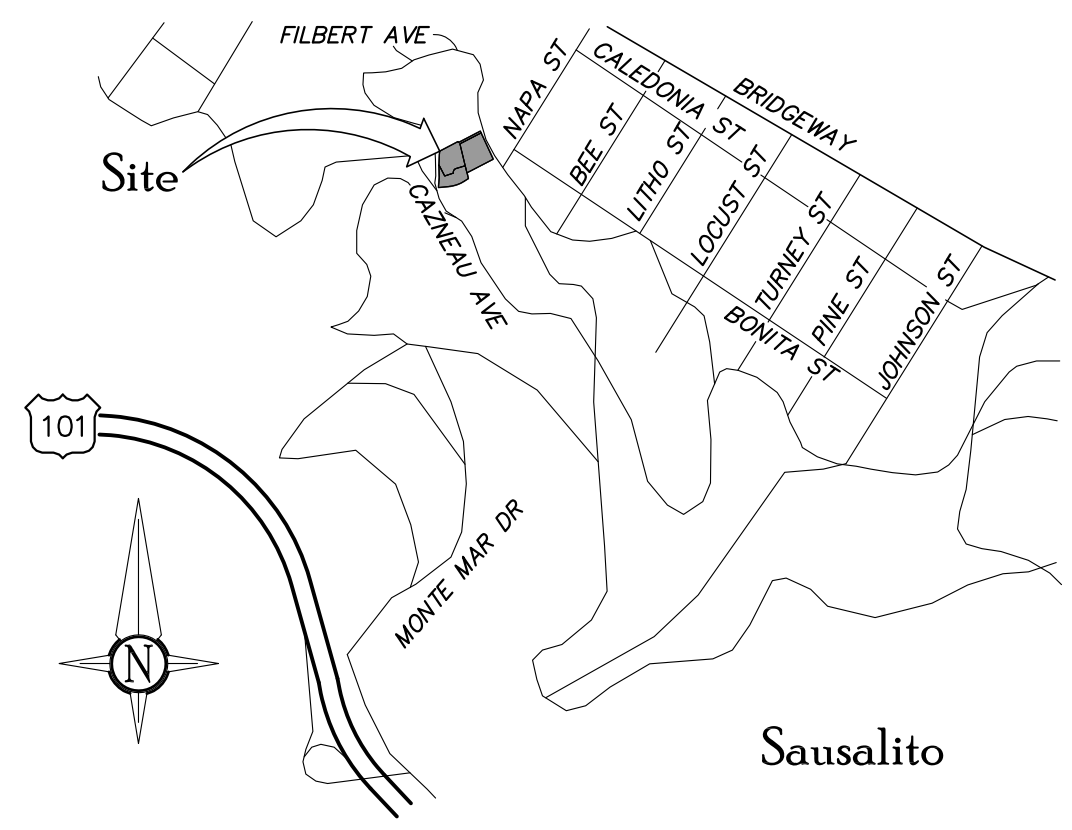 FILBERT AVE
NAPA ST
CALEDONIA ST
BRIDGEWAY
BEE ST
LITHO ST
LOCUST ST
TURNEY ST
PINE ST
JOHNSON ST
BONITA ST
Site
CAZNEAU AVE
101
MONTE MAR DR
N
Sausalito